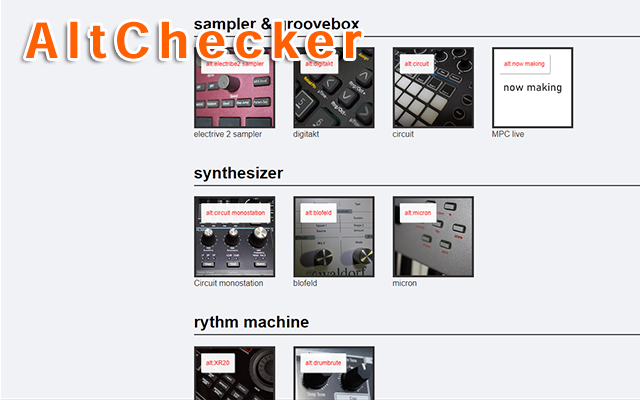 sampler & groovebox
AltChecker
alt:electribe2 sampler
alt:digitakt
alt:circuit
alt:now making
now making
electrive 2 sampler
digitakt
circuit
MPC live
synthesizer
alt:circuit monostation
alt:blofeld
alt:micron
waldorf
Circuit monostation
blofeld
micron
rythm machine
alt:XR20
alt:drumbrute